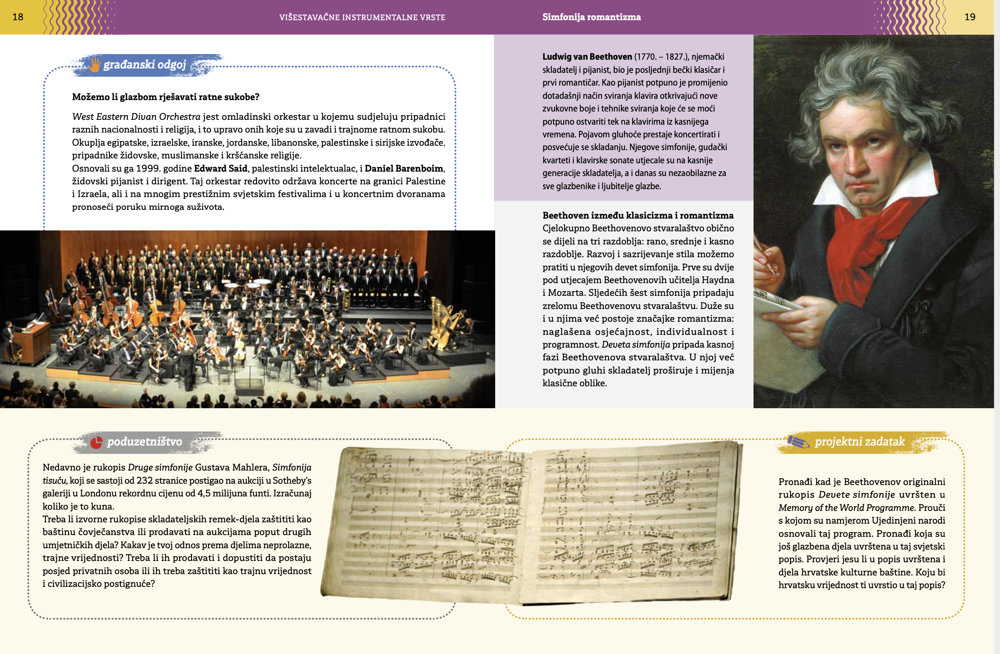 18
VIŠESTAVAČNE INSTRUMENTALNE VRSTE
Simfonija romantizma
19
građanski odgoj
Možemo li glazbom rješavati ratne sukobe?
West Eastern Divan Orchestra jest omladinski orkestar u kojemu sudjeluju pripadnici
raznih nacionalnosti i religija, i to upravo onih koje su u zavadi i trajnome ratnom sukobu.
Okuplja egipatske, izraelske, iranske, jordanske, libanonske, palestinske i sirijske izvođače,
pripadnike židovske, muslimanske i kršćanske religije.
Osnovali su ga 1999. godine Edward Said, palestinski intelektualac, i Daniel Barenboim,
židovski pijanist i dirigent. Taj orkestar redovito održava koncerte na granici Palestine
i Izraela, ali i na mnogim prestižnim svjetskim festivalima i u koncertnim dvoranama
pronoseći poruku mirnoga suživota.
Ludwig van Beethoven (1770. – 1827.), njemački
skladatelj i pijanist, bio je posljednji bečki klasičar i
prvi romantičar. Kao pijanist potpuno je promijenio
dotadašnji način sviranja klavira otkrivajući nove
zvukovne boje i tehnike sviranja koje će se moći
potpuno ostvariti tek na klavirima iz kasnijega
vremena. Pojavom gluhoće prestaje koncertirati i
posvećuje se skladanju. Njegove simfonije, gudački
kvarteti i klavirske sonate utjecale su na kasnije
generacije skladatelja, a i danas su nezaobilazne za
sve glazbenike i ljubitelje glazbe.
Beethoven između klasicizma i romantizma
Cjelokupno Beethovenovo stvaralaštvo obično
se dijeli na tri razdoblja: rano, srednje i kasno
razdoblje. Razvoj i sazrijevanje stila možemo
pratiti u njegovih devet simfonija. Prve su dvije
pod utjecajem Beethovenovih učitelja Haydna
i Mozarta. Sljedećih šest simfonija pripadaju
zrelomu Beethovenovu stvaralaštvu. Duže su
i u njima već postoje značajke romantizma:
naglašena osjećajnost, individualnost i
programnost. Deveta simfonija pripada kasnoj
fazi Beethovenova stvaralaštva. U njoj već
potpuno gluhi skladatelj proširuje i mijenja
klasične oblike.
poduzetništvo
Nedavno je rukopis Druge simfonije Gustava Mahlera, Simfonija
tisuću, koji se sastoji od 232 stranice postigao na aukciji u Sotheby’s
galeriji u Londonu rekordnu cijenu od 4,5 milijuna funti. Izračunaj
koliko je to kuna.
Treba li izvorne rukopise skladateljskih remek-djela zaštititi kao
baštinu čovječanstva ili prodavati na aukcijama poput drugih
umjetničkih djela? Kakav je tvoj odnos prema djelima neprolazne,
trajne vrijednosti? Treba li ih prodavati i dopustiti da postaju
posjed privatnih osoba ili ih treba zaštititi kao trajnu vrijednost
i civilizacijsko postignuće?
projektni zadatak
Pronađi kad je Beethovenov originalni
rukopis Devete simfonije uvršten u
Memory of the World Programme. Prouči
s kojom su namjerom Ujedinjeni narodi
osnovali taj program. Pronađi koja su
još glazbena djela uvrštena u taj svjetski
popis. Provjeri jesu li u popis uvrštena i
djela hrvatske kulturne baštine. Koju bi
hrvatsku vrijednost ti uvrstio u taj popis?